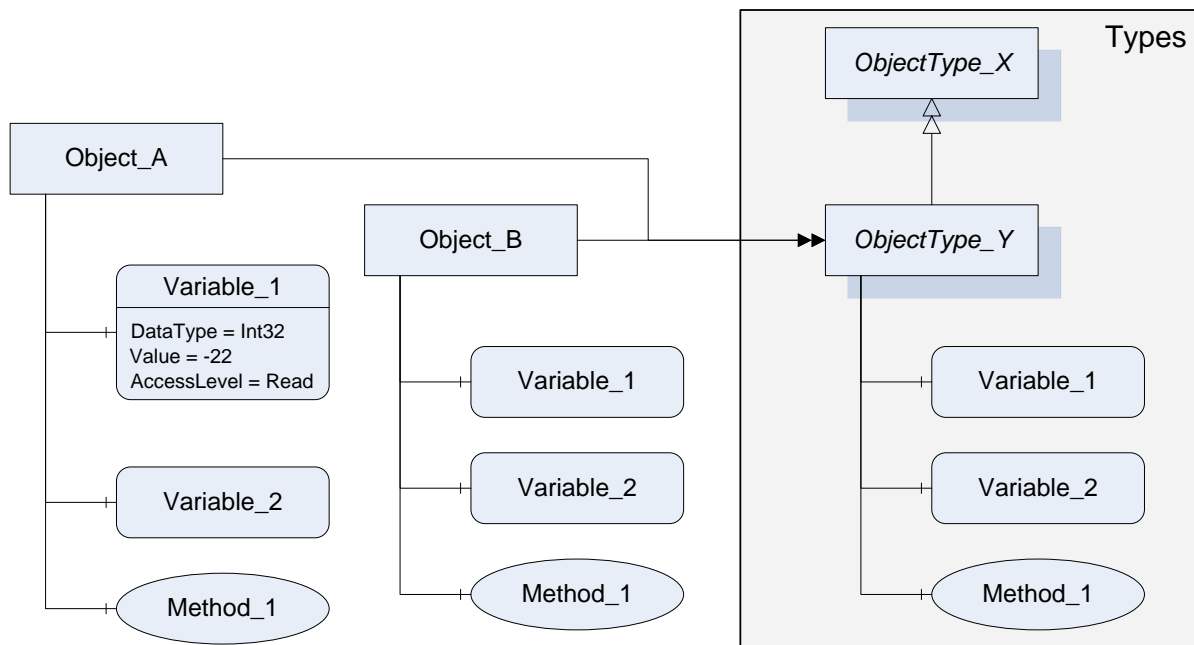 Types
ObjectType_X
Object_A
Object_B
ObjectType_Y
Variable_1
DataType = Int32
Value = -22
AccessLevel = Read
Variable_2
Method_1
Variable_1
Variable_2
Method_1
Variable_1
Variable_2
Method_1